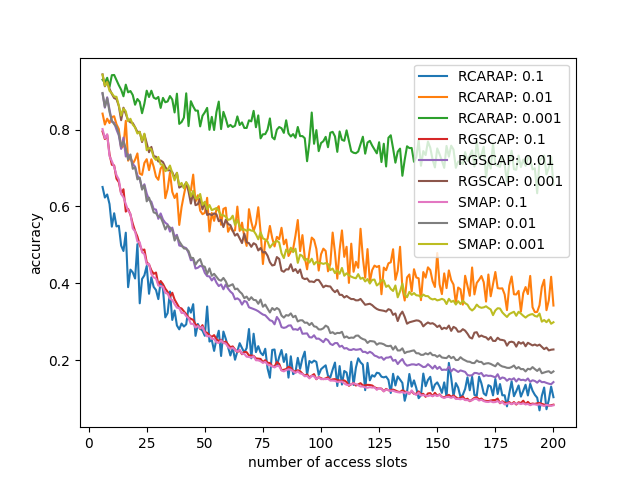 RCARAP: 0.1
RCARAP: 0.01
RCARAP: 0.001
RGSCAP: 0.1
RGSCAP: 0.01
RGSCAP: 0.001
SMAP: 0.1
SMAP: 0.01
SMAP: 0.001
accuracy
0.8
0.6
0.4
0.2
0 25 50 75 100 125 150 175 200
number of access slots